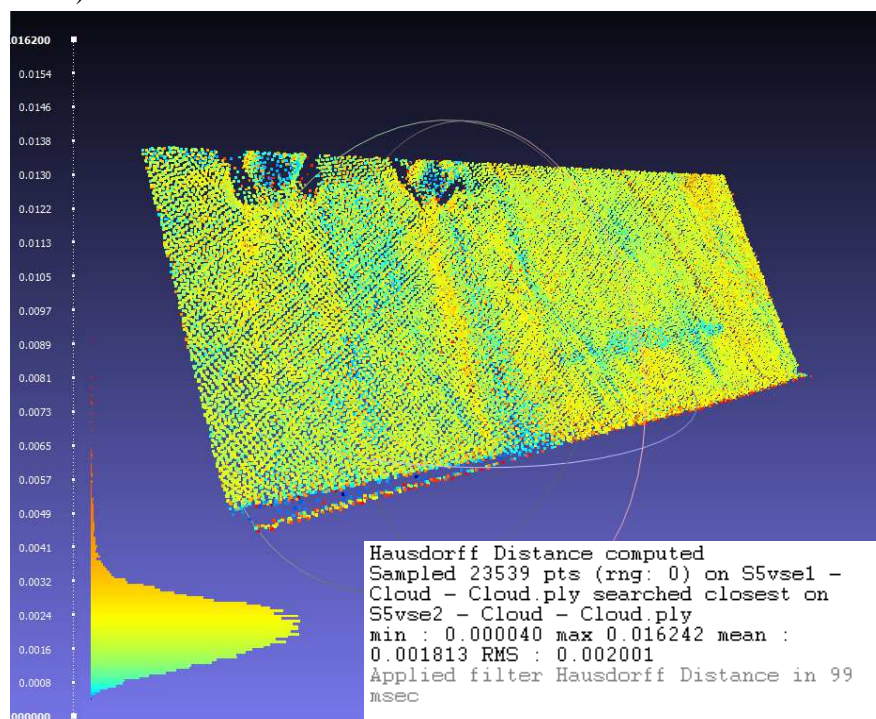 )
016200
0.0154
0.0146
0.0138
0.0130
0.0122
0.0113
0.0105
0.0097
0.0089
0.0081
0.0073
0.0065
0.0057
0.0049
0.0041
0.0032
0.0024
0.0016
0.0008
000000
Hausdorff Distance computed
Sampled 23539 pts (rng: 0) on S5vse1 -
Cloud - Cloud.ply searched closest on
S5vse2 - Cloud - Cloud.ply
min : 0.000040 max 0.016242 mean :
0.001813 RMS : 0.002001
Applied filter Hausdorff Distance in 99
msec